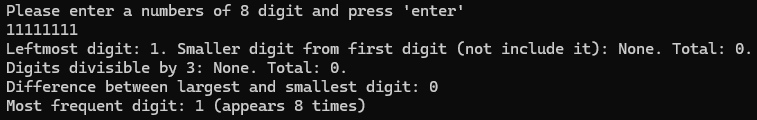 Please enter a numbers of 8 digit and press 'enter'
11111111
Leftmost digit: 1. Smaller digit from first digit (not include it): None. Total: 0.
Digits divisible by 3: None. Total: 0.
Difference between largest and smallest digit: 0
Most frequent digit: 1 (appears 8 times)